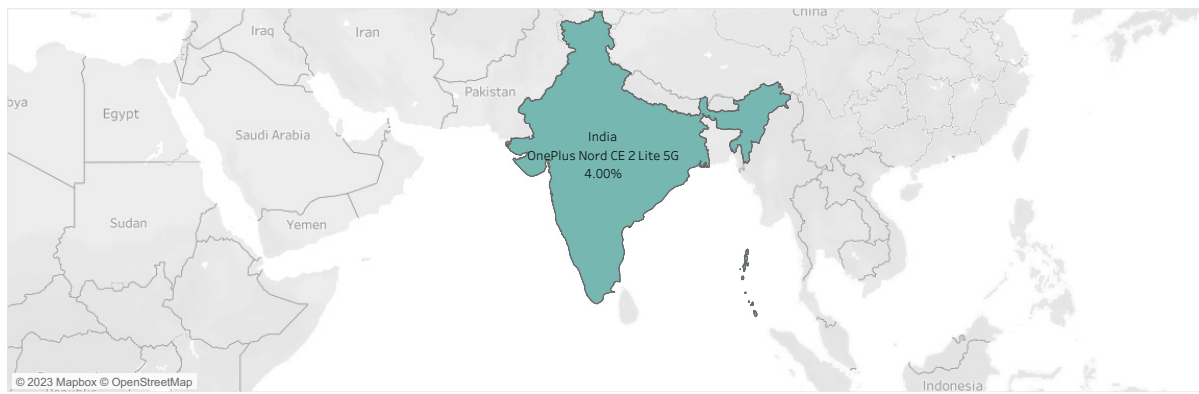 China
Iraq
Iran
Pakistan
oya
Egypt
Saudi Arabia
India
OnePlus Nord CE 2 Lite 5G
4.00%
Sudan
Yemen
Indonesia
© 2023 Mapbox © OpenStreetMap